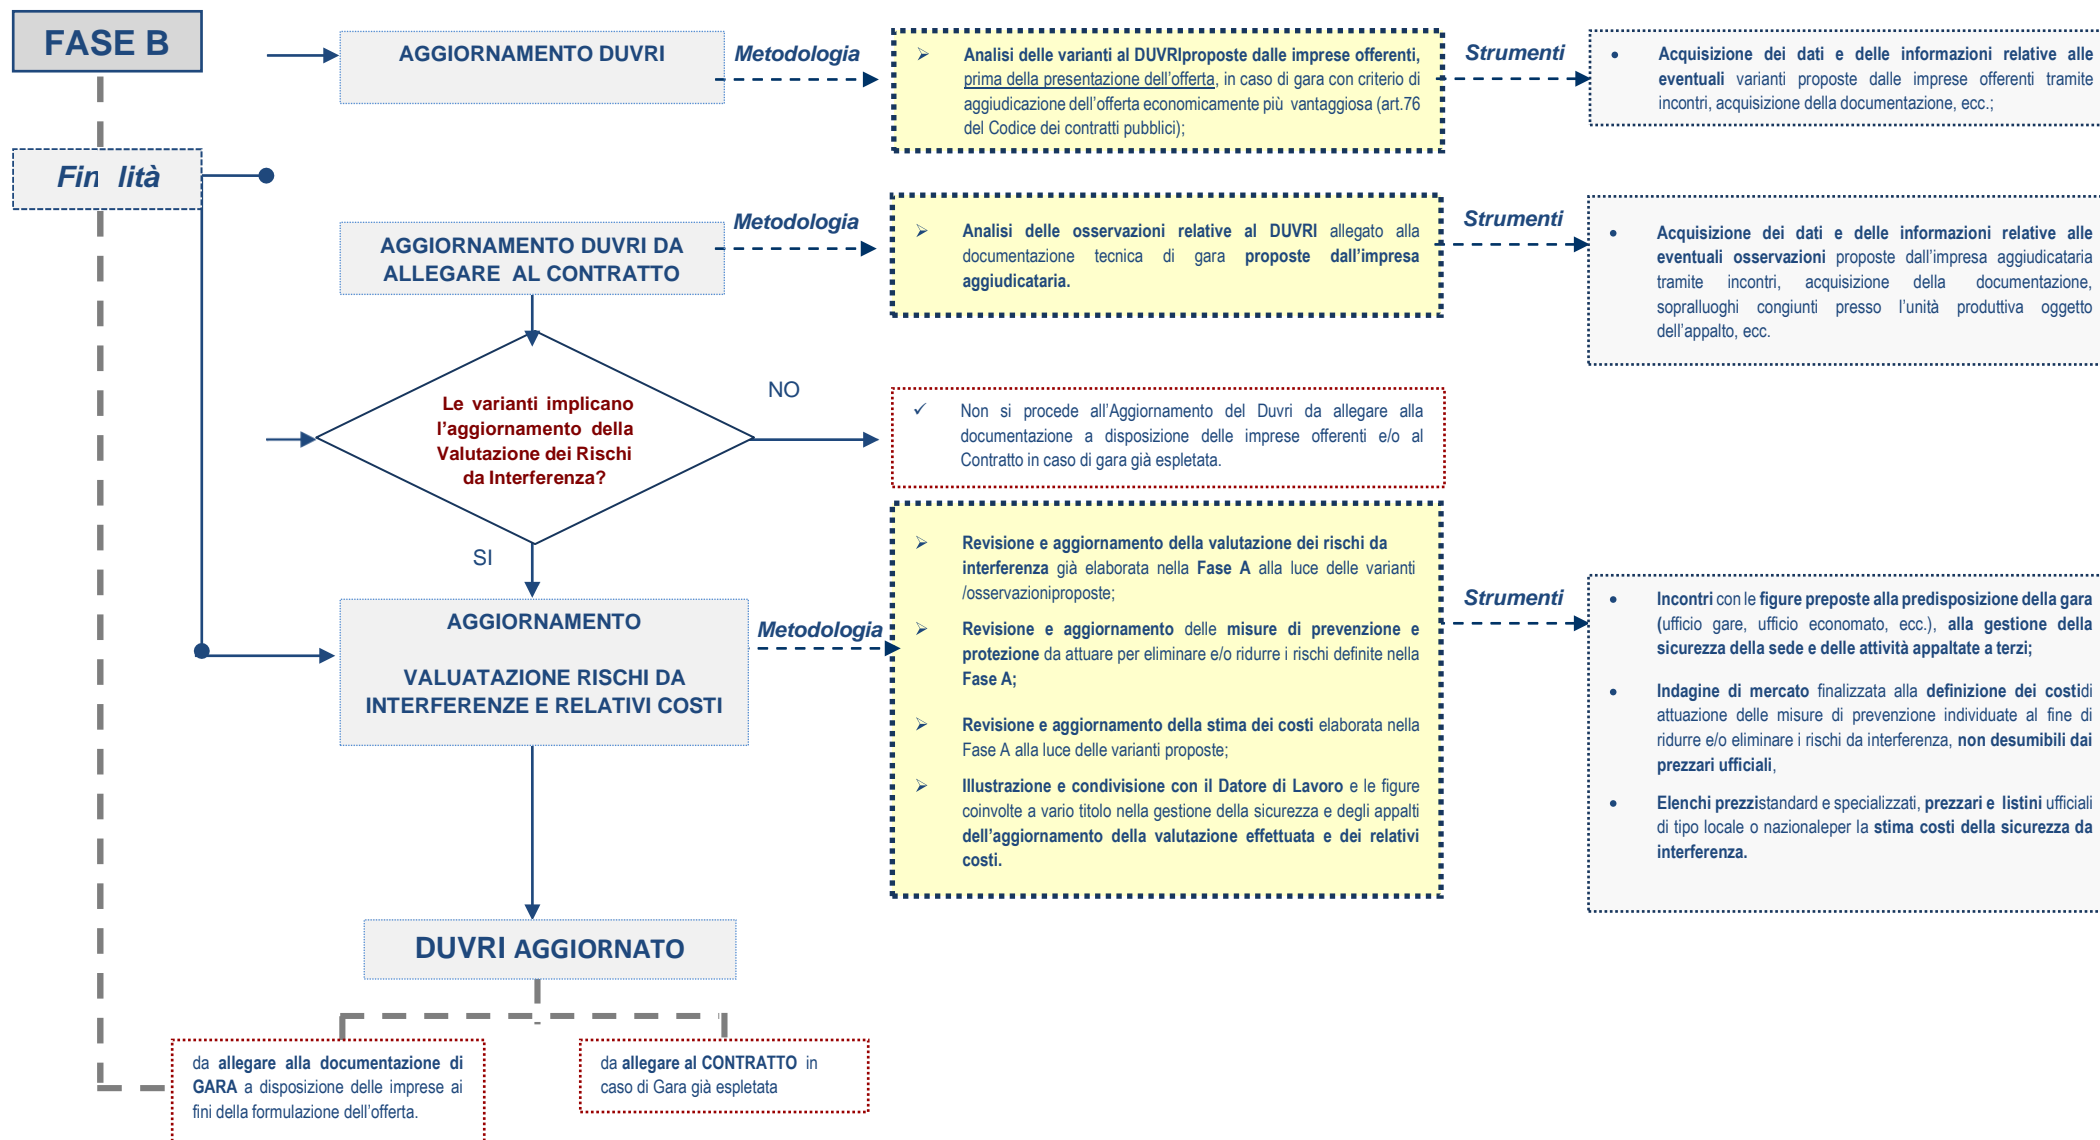 FASE B
Fin lità
AGGIORNAMENTO DUVRI
Metodologia
➢ Analisi delle varianti al DUVRIproposte dalle imprese offerenti,
prima della presentazione dell'offerta, in caso di gara con criterio di
aggiudicazione dell'offerta economicamente più vantaggiosa (art.76
del Codice dei contratti pubblici);
Strumenti
• Acquisizione dei dati e delle informazioni relative alle
eventuali varianti proposte dalle imprese offerenti tramite
incontri, acquisizione della documentazione, ecc.;
AGGIORNAMENTO DUVRI DA
ALLEGARE AL CONTRATTO
Metodologia
➢ Analisi delle osservazioni relative al DUVRI allegato alla
documentazione tecnica di gara proposte dall'impresa
aggiudicataria.
Strumenti
• Acquisizione dei dati e delle informazioni relative alle
eventuali osservazioni proposte dall'impresa aggiudicataria
tramite incontri, acquisizione della documentazione,
sopralluoghi congiunti presso l'unità produttiva oggetto
dell'appalto, ecc.
Le varianti implicano
l'aggiornamento della
Valutazione dei Rischi
da Interferenza?
NO
✓ Non si procede all'Aggiornamento del Duvri da allegare alla
documentazione a disposizione delle imprese offerenti e/o al
Contratto in caso di gara già espletata.
SI
AGGIORNAMENTO
VALUATAZIONE RISCHI DA
INTERFERENZE E RELATIVI COSTI
Metodologia
➢ Revisione e aggiornamento della valutazione dei rischi da
interferenza già elaborata nella Fase A alla luce delle varianti
/osservazioniproposte;
➢ Revisione e aggiornamento delle misure di prevenzione e
protezione da attuare per eliminare e/o ridurre i rischi definite nella
Fase A;
➢ Revisione e aggiornamento della stima dei costi elaborata nella
Fase A alla luce delle varianti proposte;
➢ Illustrazione e condivisione con il Datore di Lavoro e le figure
coinvolte a vario titolo nella gestione della sicurezza e degli appalti
dell'aggiornamento della valutazione effettuata e dei relativi
costi.
Strumenti
• Incontri con le figure preposte alla predisposizione della gara
(ufficio gare, ufficio economato, ecc.), alla gestione della
sicurezza della sede e delle attività appaltate a terzi;
• Indagine di mercato finalizzata alla definizione dei costidi
attuazione delle misure di prevenzione individuate al fine di
ridurre e/o eliminare i rischi da interferenza, non desumibili dai
prezzari ufficiali,
• Elenchi prezzistandard e specializzati, prezzari e listini ufficiali
di tipo locale o nazionaleper la stima costi della sicurezza da
interferenza.
DUVRI AGGIORNATO
da allegare alla documentazione di
GARA a disposizione delle imprese ai
fini della formulazione dell'offerta.
da allegare al CONTRATTO in
caso di Gara già espletata